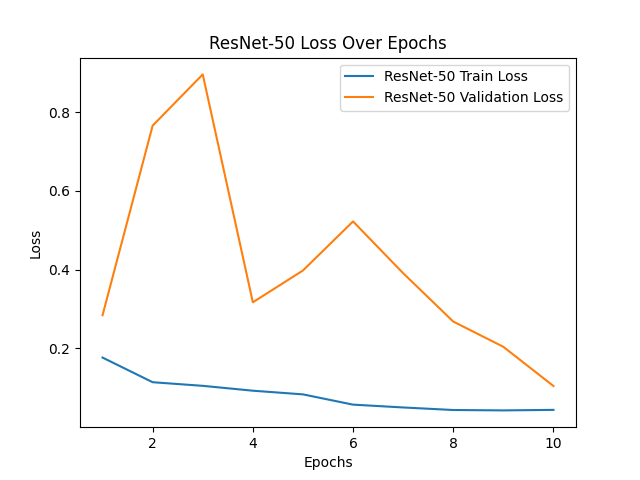 ResNet-50 Loss Over Epochs
ResNet-50 Train Loss
ResNet-50 Validation Loss
0.8
0.6
0.4
0.2
Loss
2 4 6 8 10
Epochs